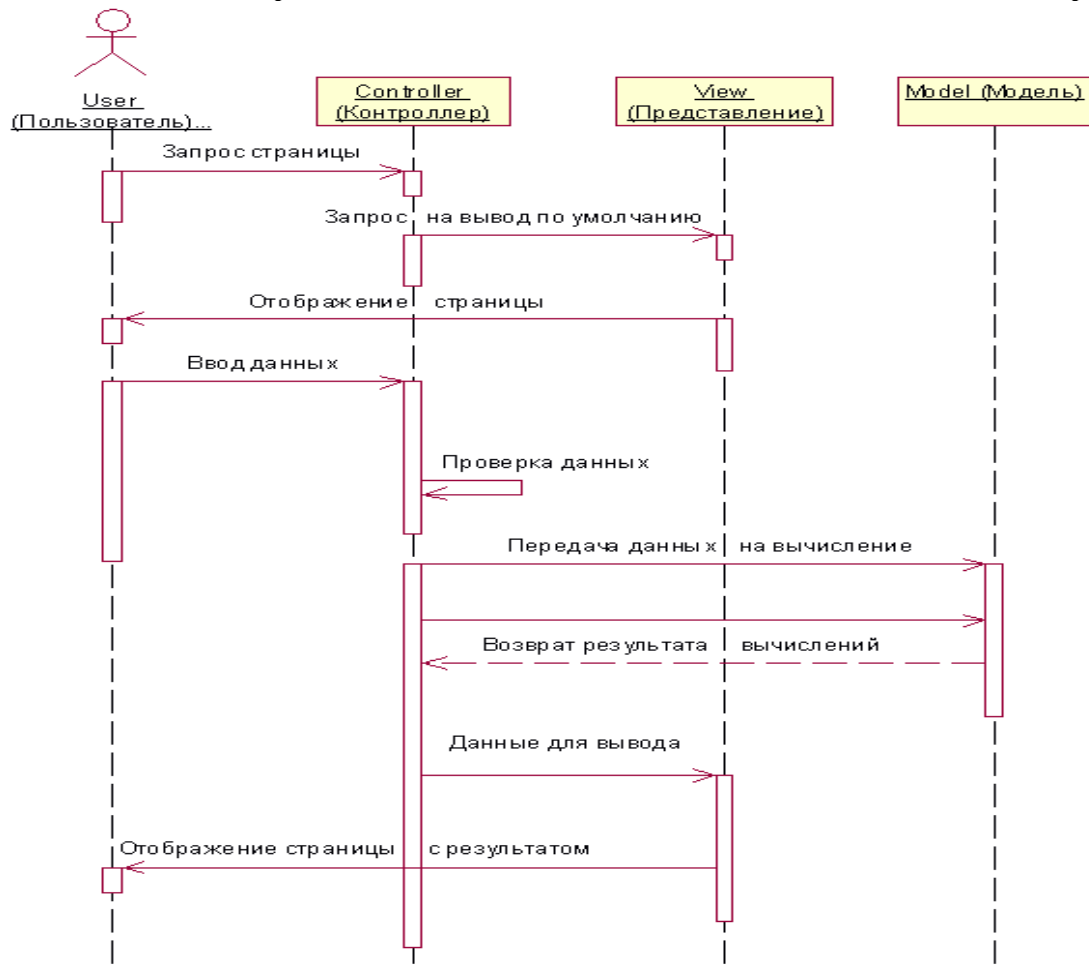 User
(Пользователь)...
Controller
(Контроллер)
View
(Представление)
Model (Модель)
Запрос страницы
Запрос на вывод по умолчанию
Отображение страницы
Ввод данных
Проверка данных
Передача данных на вычисление
Возврат результата вычислений
Данные для вывода
Отображение страницы с результатом